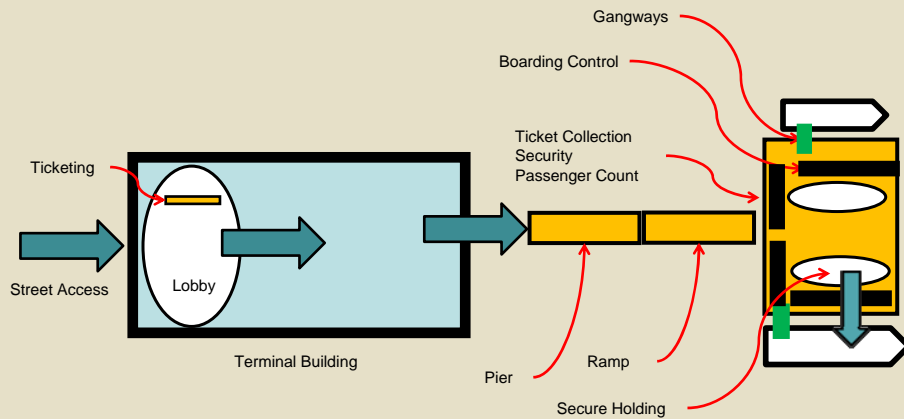 Gangways
Boarding Control
Ticket Collection
Security
Passenger Count
Ticketing
Lobby
Street Access
Terminal Building
Pier
Ramp
Secure Holding